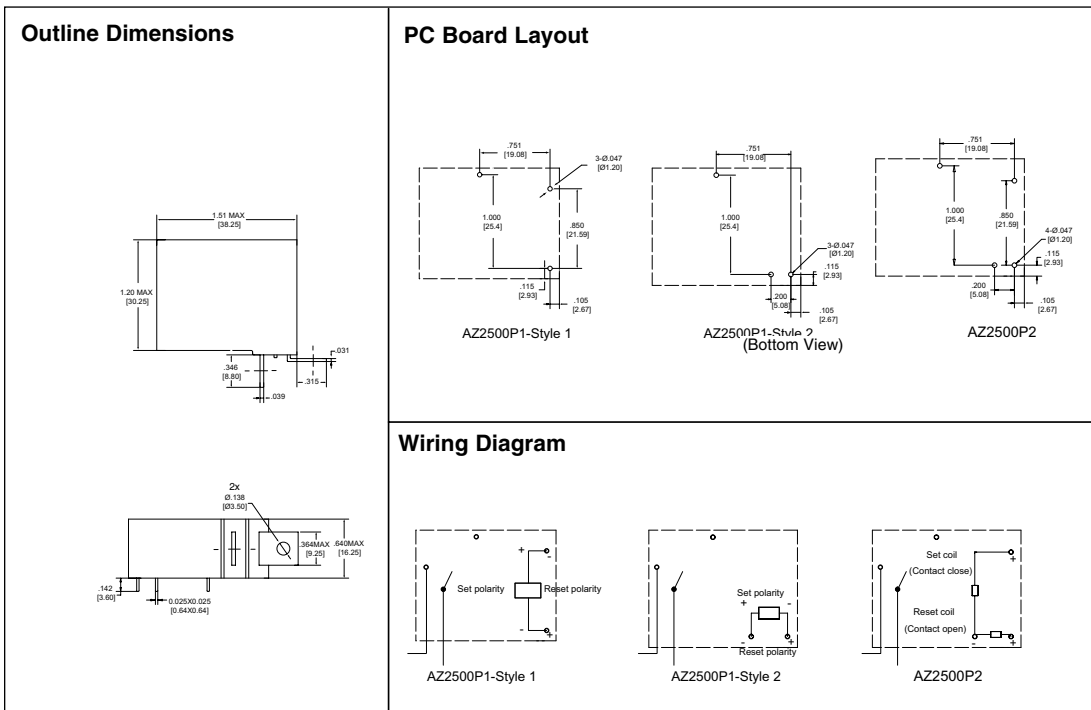 Outline Dimensions
1.51 MAX
[38.25]
1.20 MAX
[30.25]
.346
[8.80]
.039
.031
.315
2x
Ø.138
[Ø3.50]
.364MAX
[9.25]
.640MAX
[16.25]
.142
[3.60]
0.025X0.025
[0.64X0.64]
PC Board Layout
.751
[19.08]
3-Ø.047
[Ø1.20]
1.000
[25.4]
.850
[21.59]
.115
[2.93]
.105
[2.67]
AZ2500P1-Style 1
.751
[19.08]
1.000
[25.4]
3-Ø.047
[Ø1.20]
.115
[2.93]
.200
[5.08]
.105
[2.67]
AZ2500P1-Style 2
(Bottom View)
.751
[19.08]
1.000
[25.4]
.850
[21.59]
4-Ø.047
[Ø1.20]
.115
[2.93]
.200
[5.08]
.105
[2.67]
AZ2500P2
Wiring Diagram
+
-
Set polarity
Reset polarity
-
+
AZ2500P1-Style 1
Set polarity
+ -
- +
Reset polarity
AZ2500P1-Style 2
Set coil
(Contact close)
+
Reset coil
(Contact open)
- +
AZ2500P2